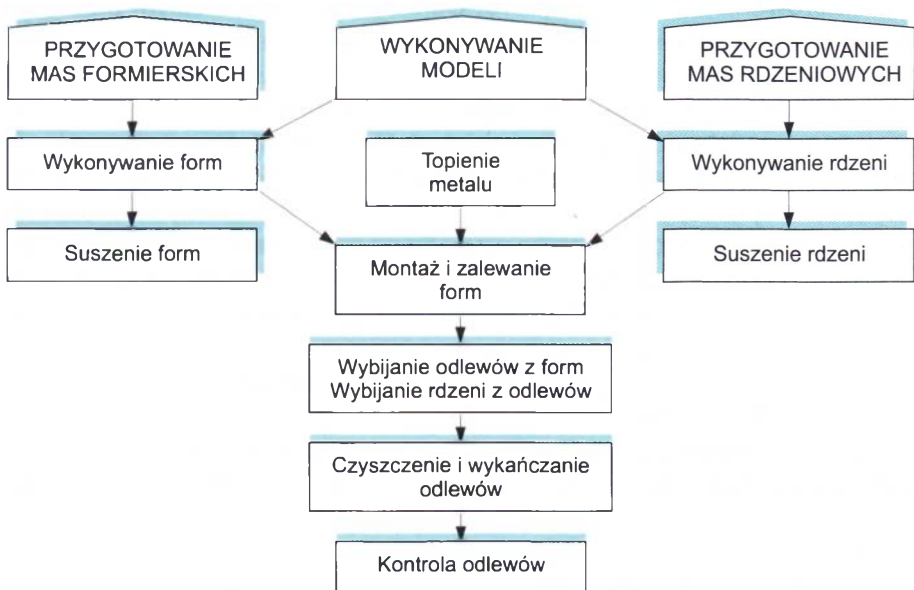 PRZYGOTOWANIE
MAS FORMIERSKICH
WYKONYWANIE
MODELI
PRZYGOTOWANIE
MAS RDZENIOWYCH
Wykonywanie form
Topienie
metalu
Wykonywanie rdzeni
Suszenie form
Montaż i zalewanie
form
Suszenie rdzeni
Wybijanie odlewów z form
Wybijanie rdzeni z odlewów
Czyszczenie i wykańczanie
odlewów
Kontrola odlewów